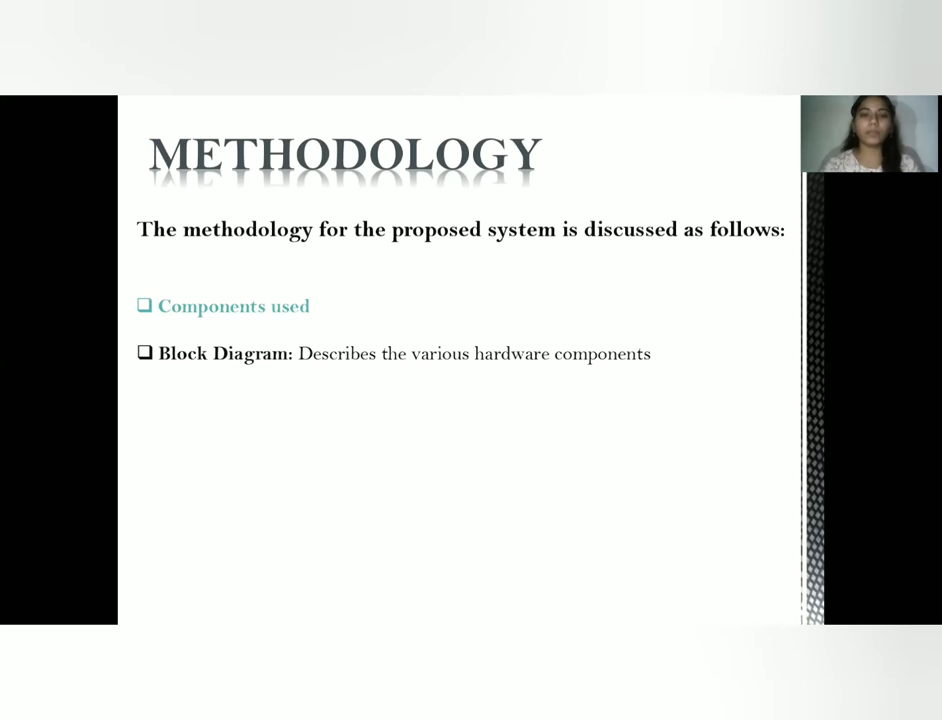 METHODOLOGY
The methodology for the proposed system is discussed as follows:
❑ Components used
❑ Block Diagram: Describes the various hardware components